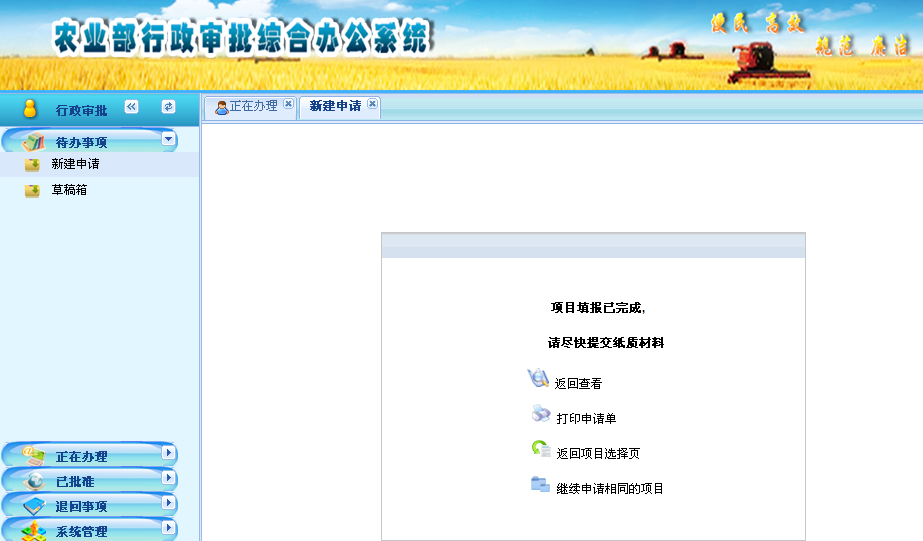 农业部行政审批综合办公系统
便民 高效
规范 廉洁
行政审批
正在办理
新建申请
待办事项
新建申请
草稿箱
项目填报已完成,
请尽快提交纸质材料
返回查看
打印申请单
返回项目选择页
继续申请相同的项目
正在办理
已批准
退回事项
系统管理